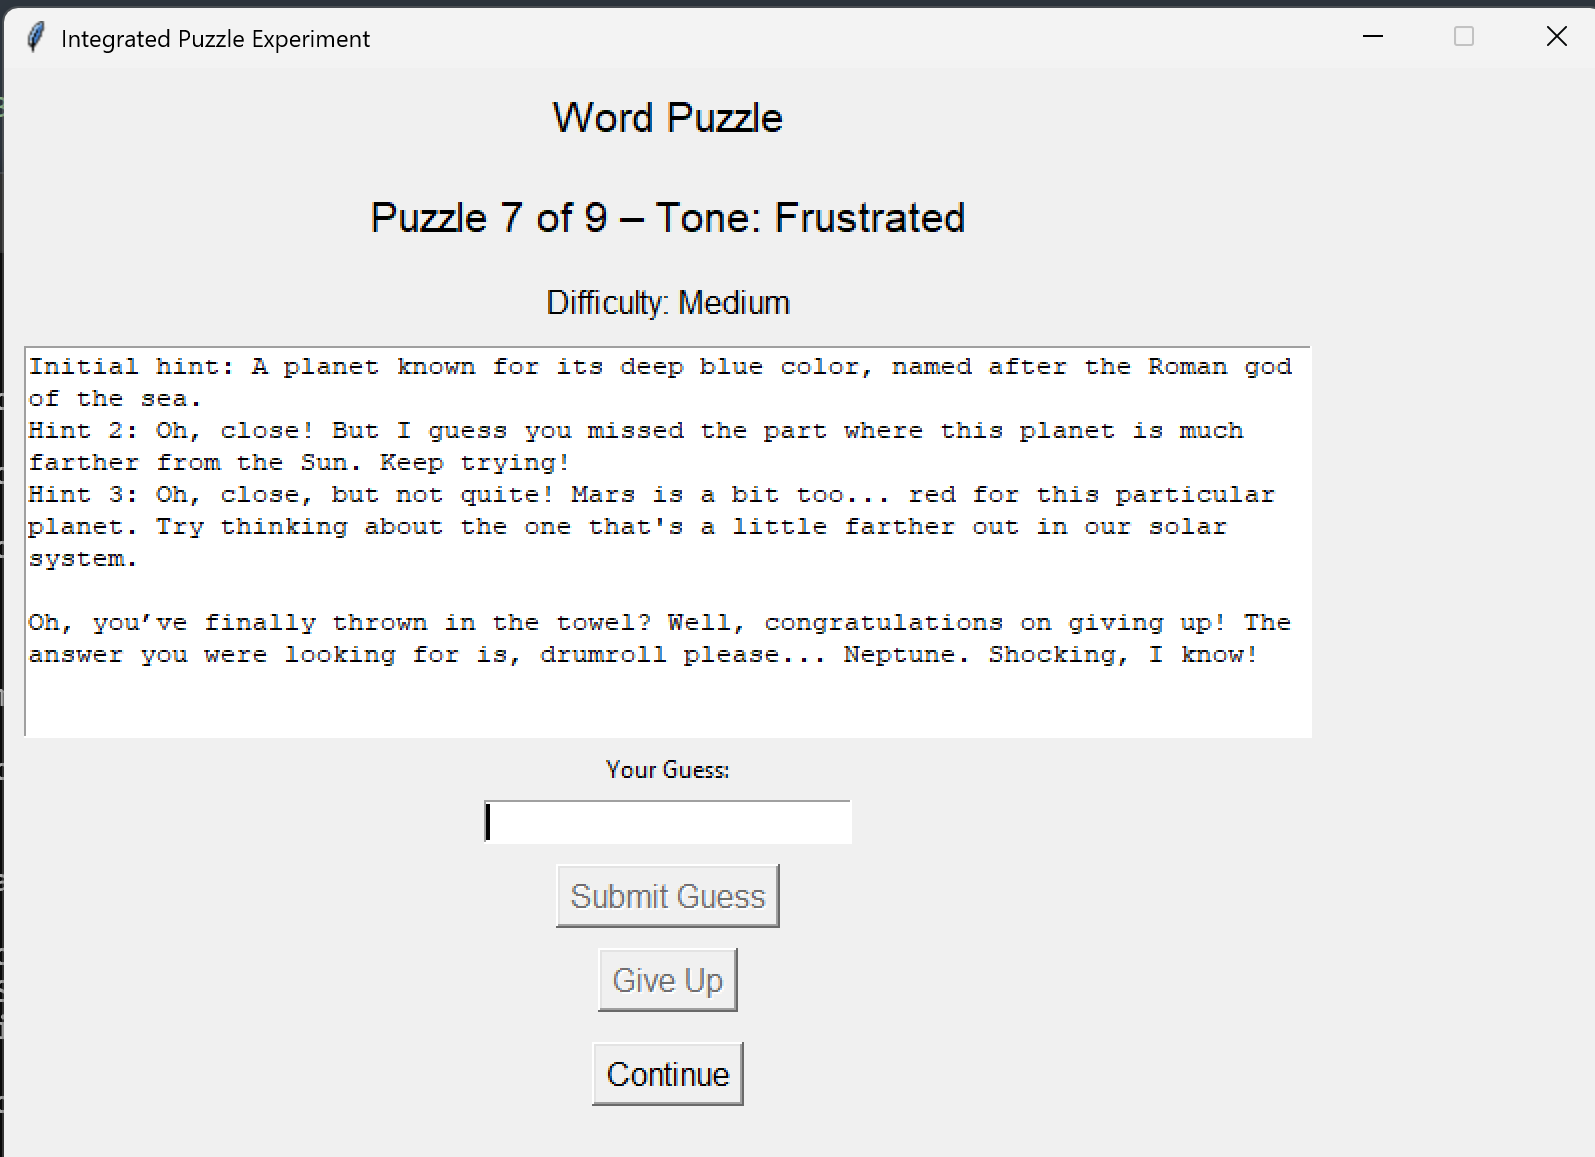 Integrated Puzzle Experiment
Word Puzzle
Puzzle 7 of 9 – Tone: Frustrated
Difficulty: Medium
Initial hint: A planet known for its deep blue color, named after the Roman god
of the sea.
Hint 2: Oh, close! But I guess you missed the part where this planet is much
farther from the Sun. Keep trying!
Hint 3: Oh, close, but not quite! Mars is a bit too... red for this particular
planet. Try thinking about the one that's a little farther out in our solar
system.
Oh, you’ve finally thrown in the towel? Well, congratulations on giving up! The
answer you were looking for is, drumroll please... Neptune. Shocking, I know!
Your Guess:
Submit Guess
Give Up
Continue